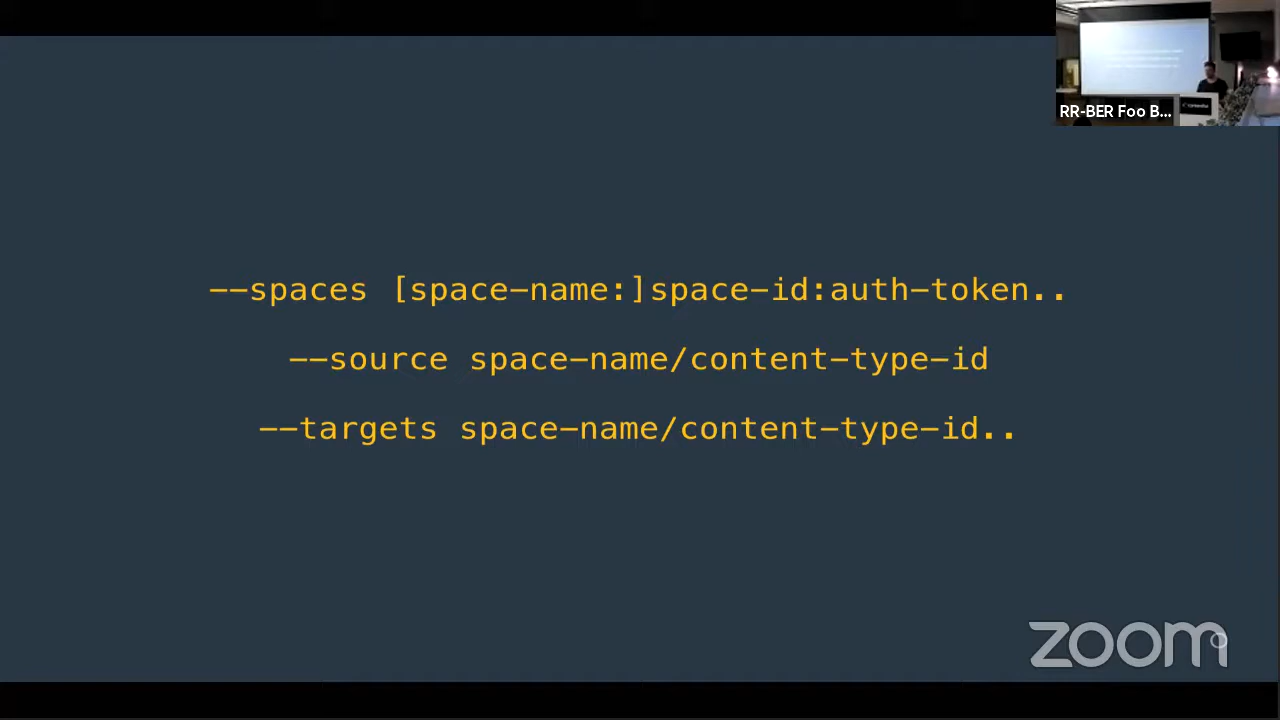 RR-BER Foo B...
--spaces [space-name:]space-id:auth-token..
--source space-name/content-type-id
--targets space-name/content-type-id..
zoom